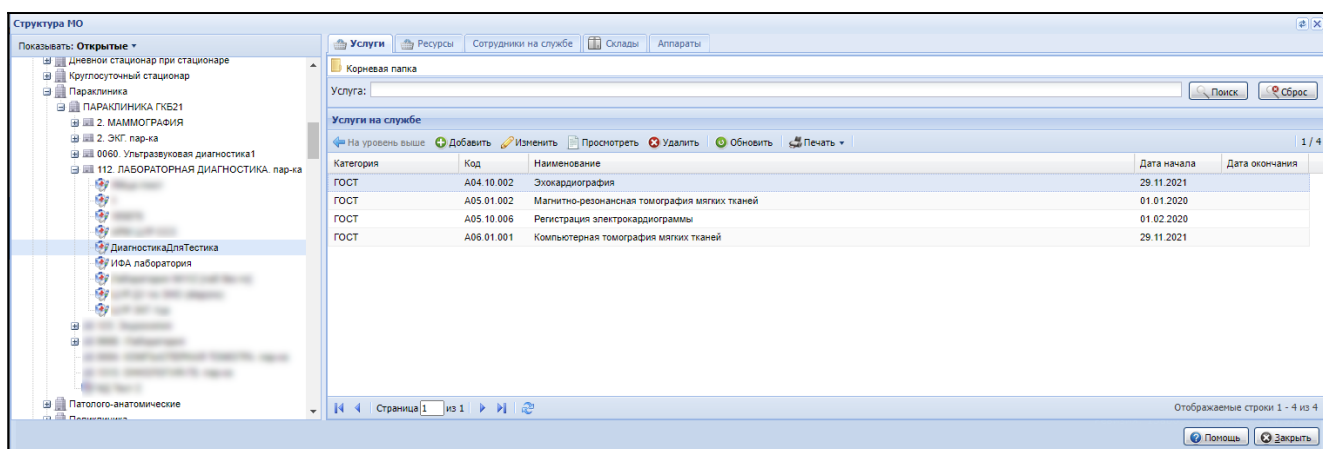 Структура МО
Показывать: Открытые
Дневной стационар при стационаре
Круглосуточный стационар
Параклиника
ПАРАКЛИНИКА ГКБ21
2. МАММОГРАФИЯ
2. ЭКГ. пар-ка
0060. Ультразвуковая диагностика1
112. ЛАБОРАТОРНАЯ ДИАГНОСТИКА. пар-ка
ДиагностикаДляТестика
ИФА лаборатория
Патолого-анатомические
Поликлиника
Услуги Ресурсы Сотрудники на службе Склады Аппараты
Корневая папка
Услуга: Поиск Сброс
Услуги на службе
На уровень выше Добавить Изменить Просмотреть Удалить Обновить Печать 1 / 4
Категория Код Наименование Дата начала Дата окончания
ГОСТ A04.10.002 Эхокардиография 29.11.2021
ГОСТ A05.01.002 Магнитно-резонансная томография мягких тканей 01.01.2020
ГОСТ A05.10.006 Регистрация электрокардиограммы 01.02.2020
ГОСТ A06.01.001 Компьютерная томография мягких тканей 29.11.2021
Страница 1 из 1 Отображаемые строки 1 - 4 из 4
Помощь Закрыть